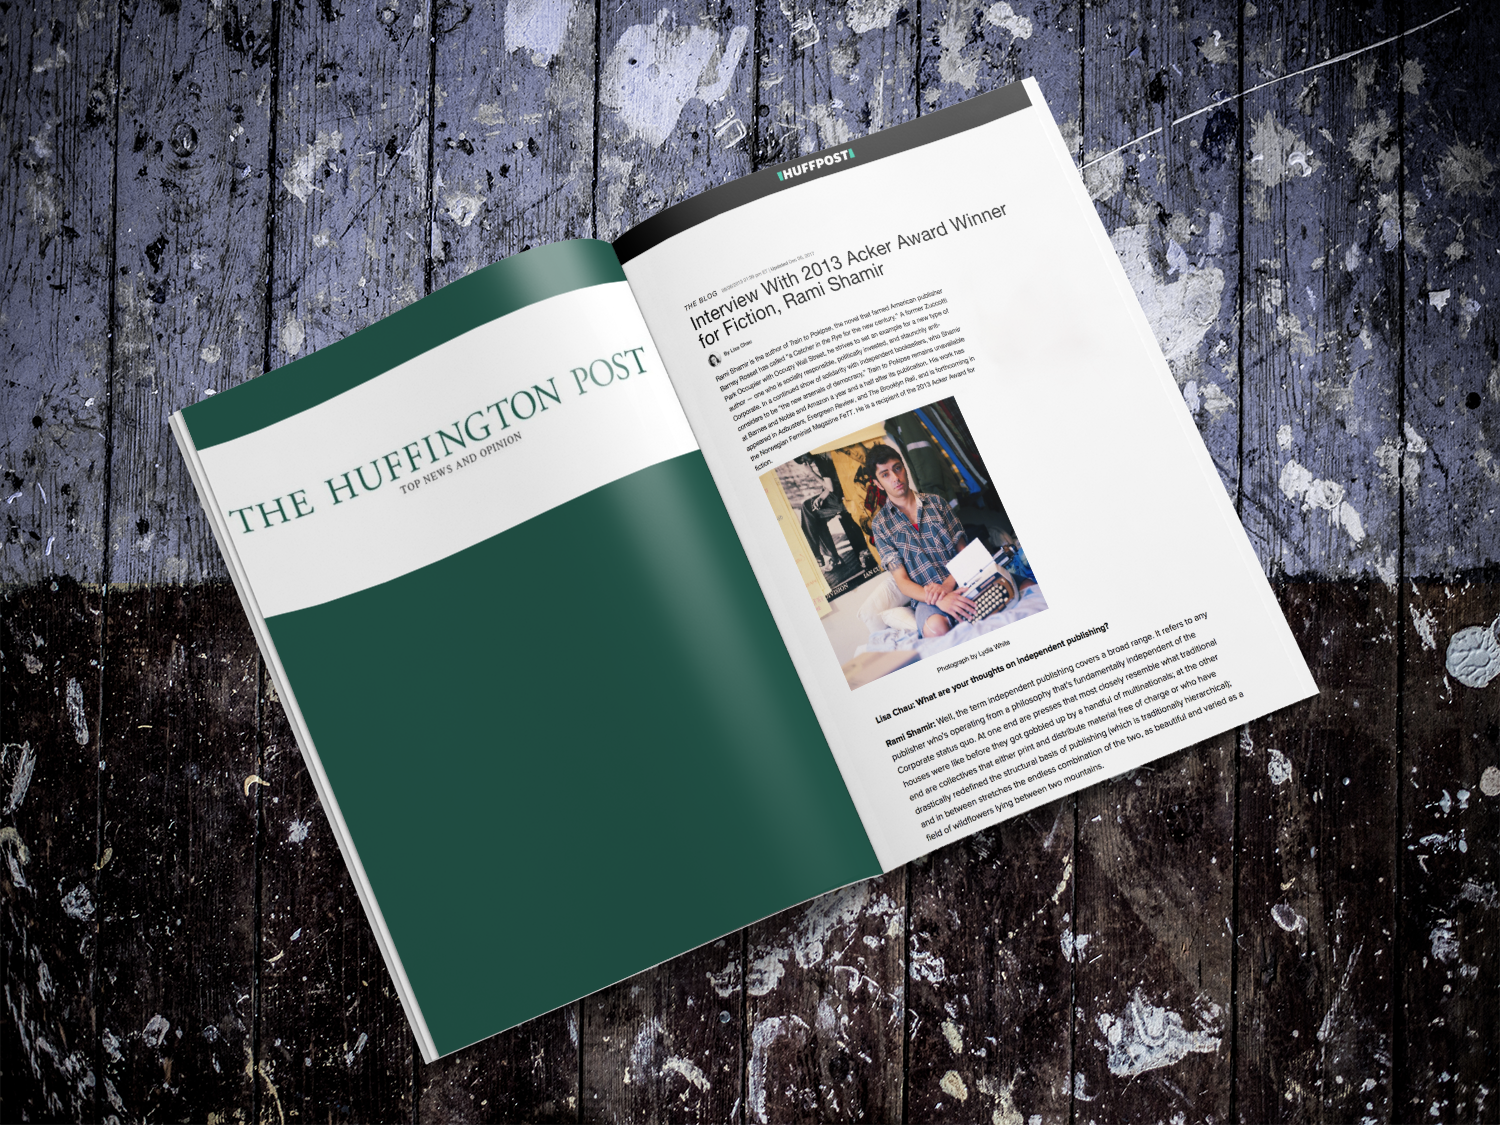 THE HUFFINGTON POST
TOP NEWS AND OPINION
HUFFPOST
THE BLOG
Interview With 2013 Acker Award Winner
for Fiction, Rami Shamir
By Lisa Chau
Rami Shamir is the author of Train to Pokipse, the novel that famed American publisher
Barney Rosset has called "a Catcher in the Rye for the new century." A former Zuccotti
Park Occupier with Occupy Wall Street, he strives to set an example for a new type of
author — one who is socially responsible, politically invested, and staunchly anti-
Corporate. In a continued show of solidarity with independent booksellers, who Shamir
considers to be "the new arsenals of democracy," Train to Pokipse remains unavailable
at Barnes and Noble and Amazon a year and a half after its publication. His work has
appeared in Adbusters, Evergreen Review, and The Brooklyn Rail, and is forthcoming in
the Norwegian Feminist Magazine FeTT. He is a recipient of the 2013 Acker Award for
fiction.
Photograph by Lydia White
Lisa Chau: What are your thoughts on independent publishing?
Rami Shamir: Well, the term independent publishing covers a broad range. It refers to any
publisher who's operating from a philosophy that's fundamentally independent of the
Corporate status quo. At one end are presses that most closely resemble what traditional
houses were like before they got gobbled up by a handful of multinationals; at the other
end are collectives that either print and distribute material free of charge or who have
drastically redefined the structural basis of publishing (which is traditionally hierarchical);
and in between stretches the endless combination of the two, as beautiful and varied as a
field of wildflowers lying between two mountains.